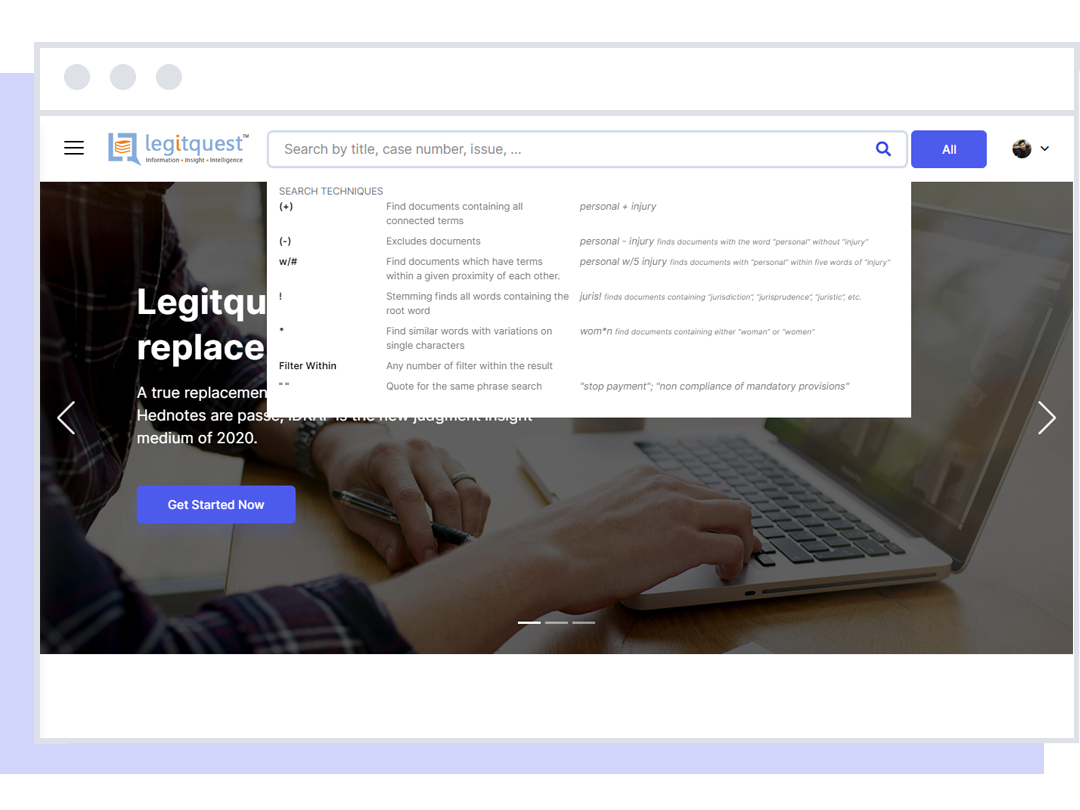 legitquest™
Information • Insight • Intelligence
Search by title, case number, issue, ...
All
SEARCH TECHNIQUES
(+) Find documents containing all personal + injury
connected terms
(-) Excludes documents personal - injury finds documents with the word "personal" without "injury"
w/# Find documents which have terms personal w/5 injury finds documents with "personal" within five words of "injury"
within a given proximity of each other.
! Stemming finds all words containing the juris! finds documents containing "jurisdiction", "jurisprudence", "juristic", etc.
root word
* Find similar words with variations on wom*n find documents containing either "woman" or "women"
single characters
Filter Within Any number of filter within the result
" " Quote for the same phrase search "stop payment"; "non compliance of mandatory provisions"
Legitqu
replace
A true replacemen
Hednotes are passe, iDRAF is the new judgment insight
medium of 2020.
Get Started Now